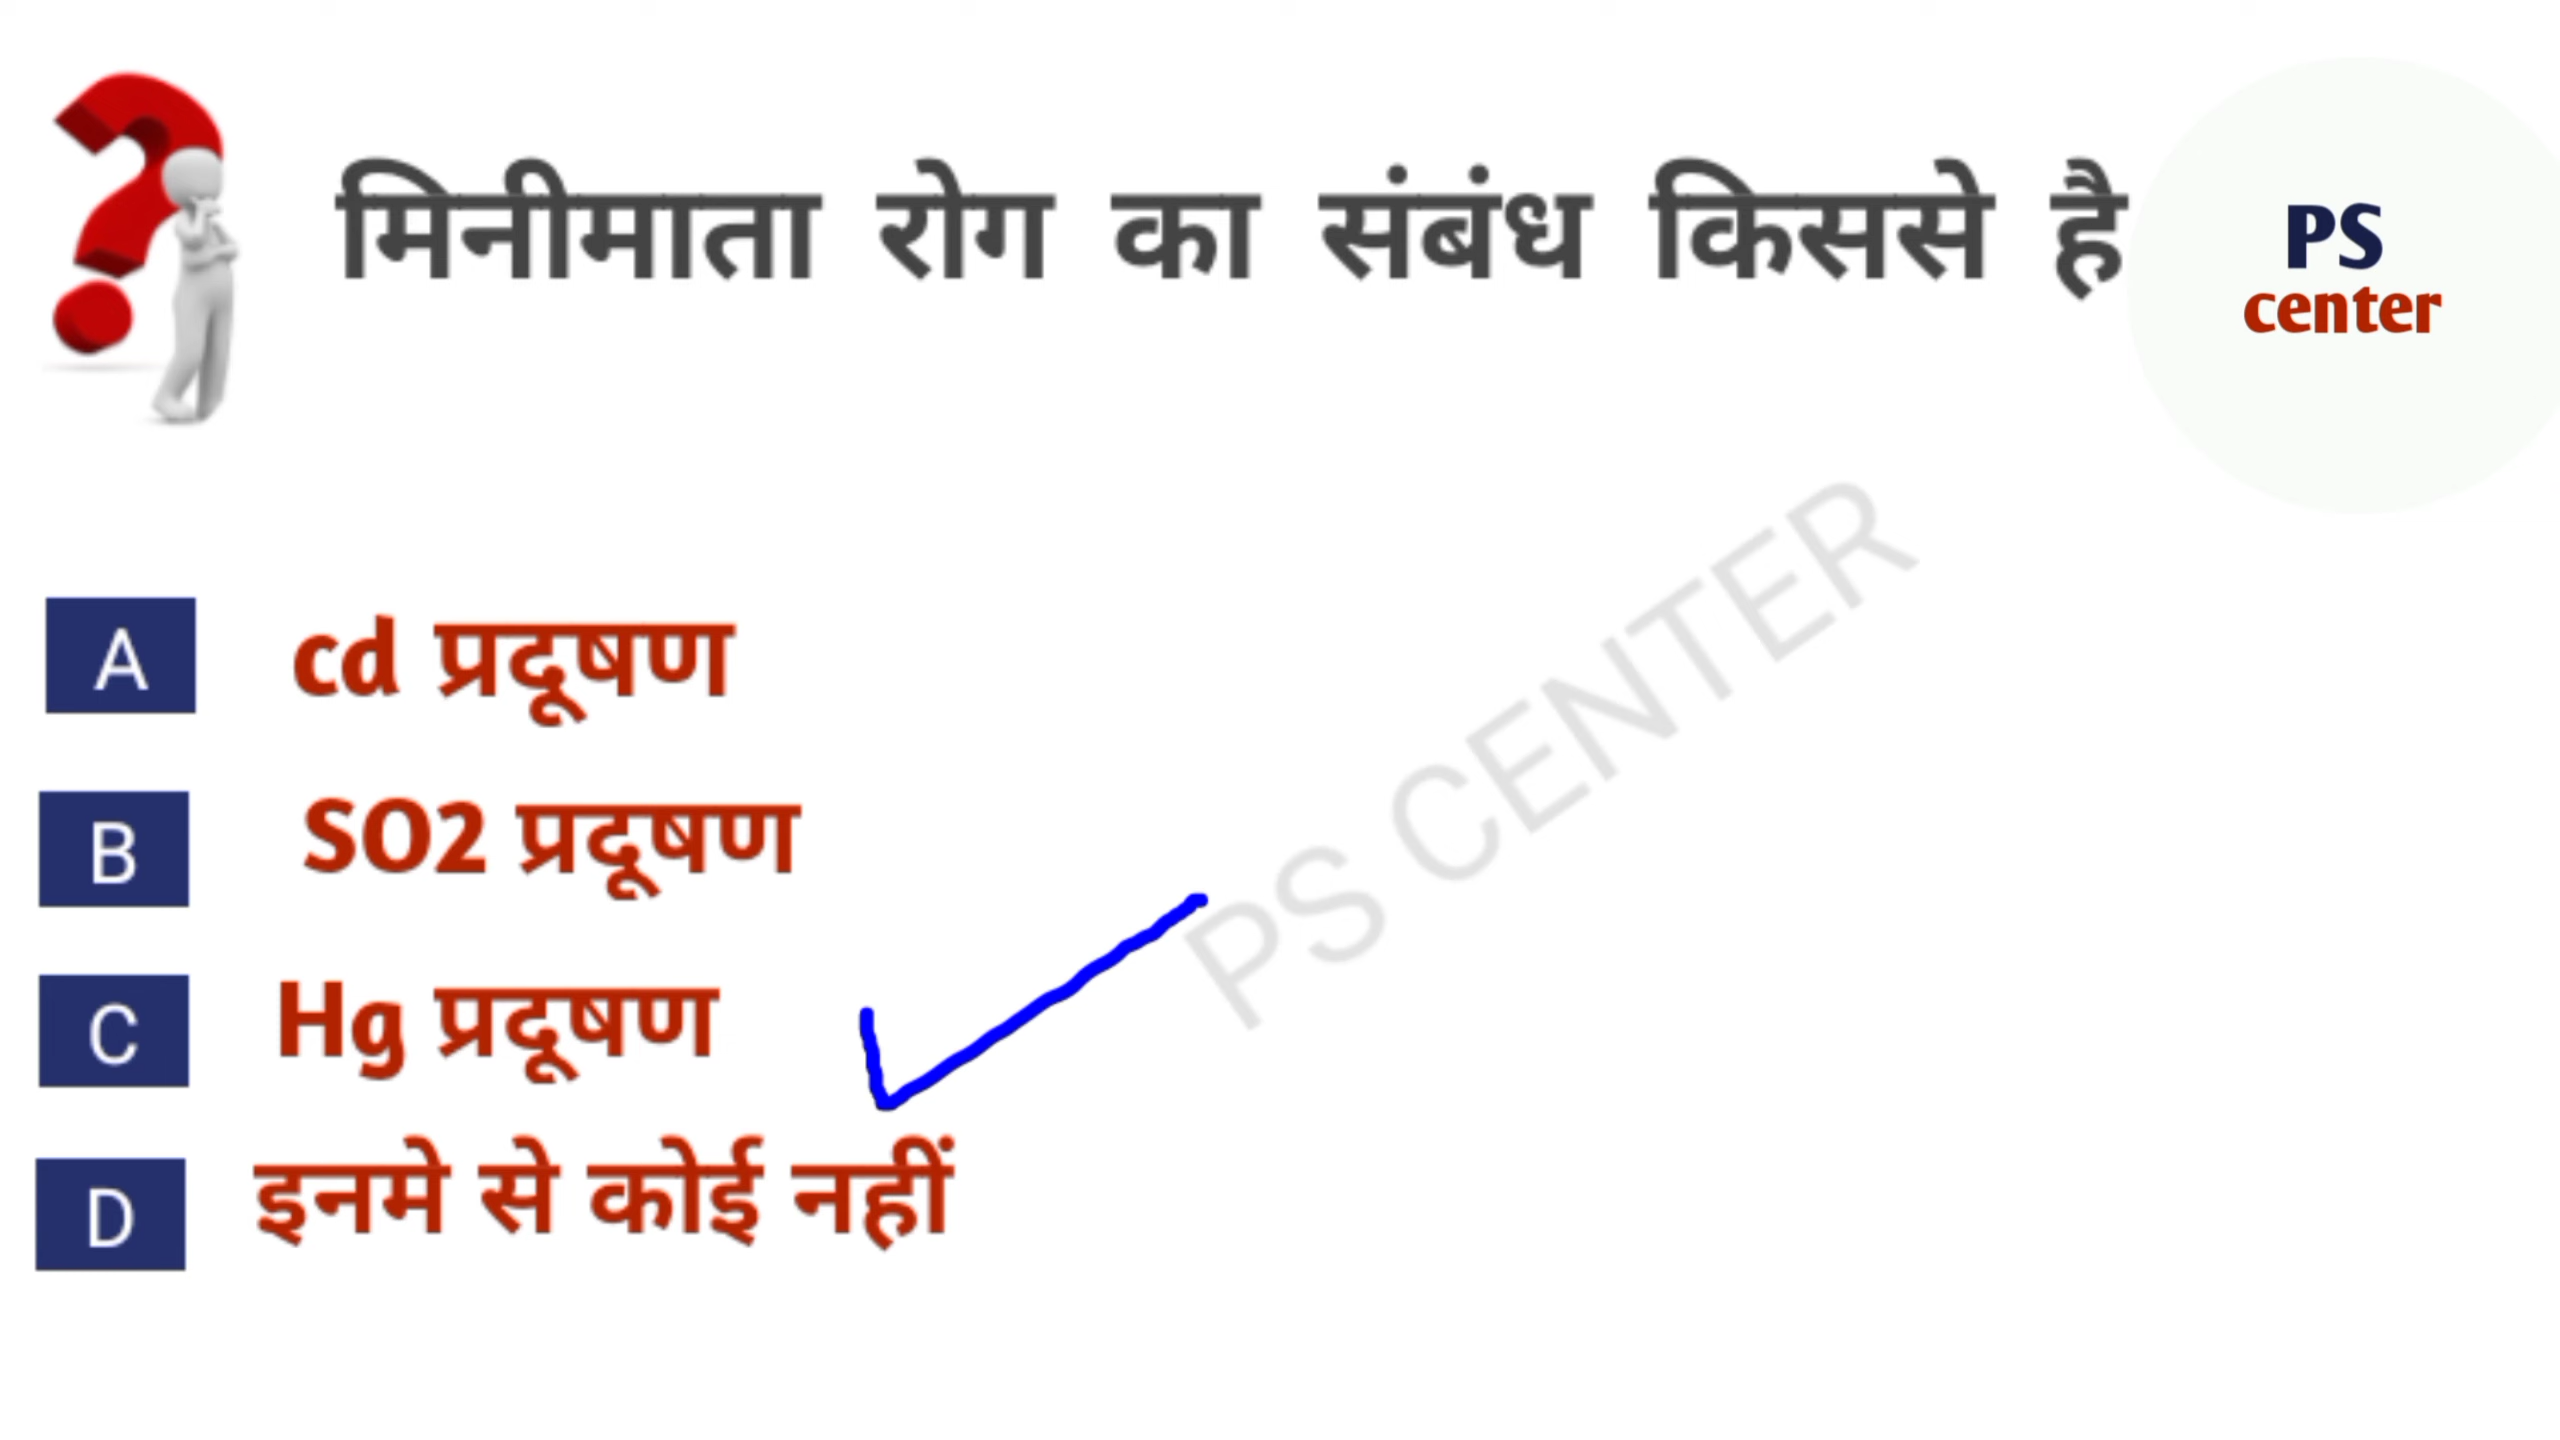 मिनीमाता रोग का संबंध किससे है
PS
center
A cd प्रदूषण
B SO2 प्रदूषण
C Hg प्रदूषण
D इनमे से कोई नहीं
PS CENTER